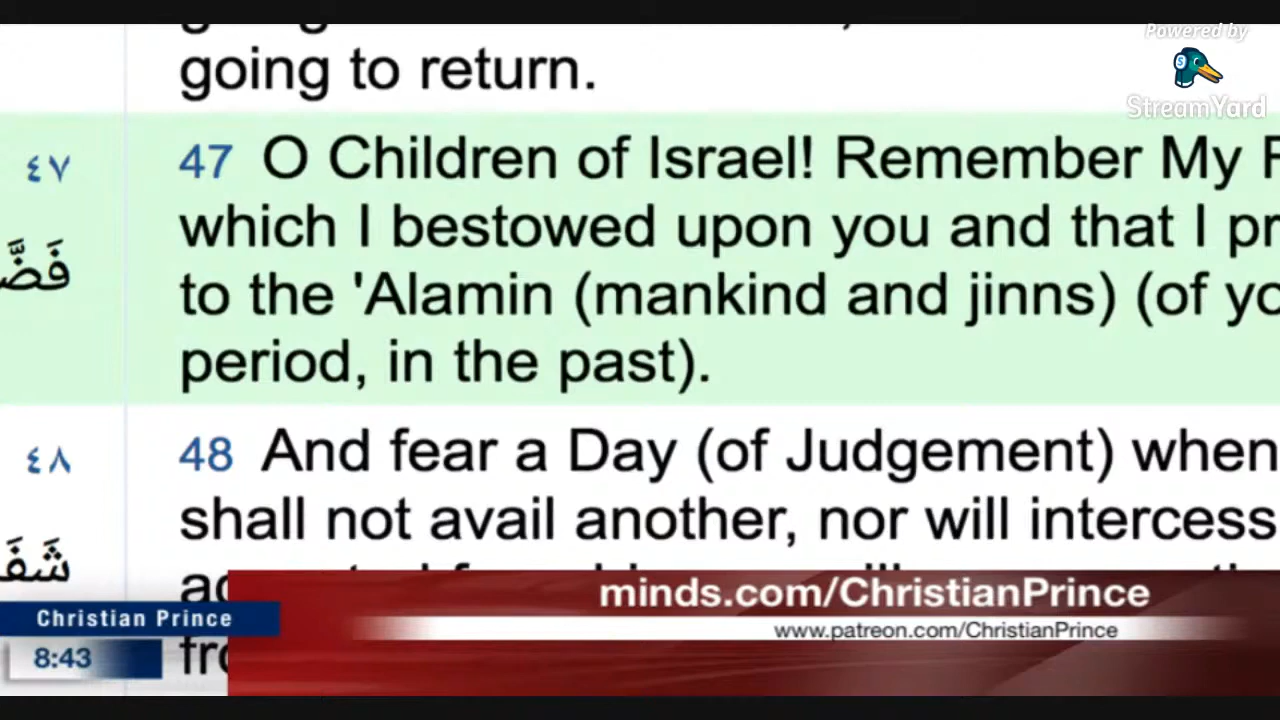 Powered by
StreamYard
going to return.
٤٧
47 O Children of Israel! Remember My
which I bestowed upon you and that I
to the 'Alamin (mankind and jinns) (of
period, in the past).
٤٨
48 And fear a Day (of Judgement) when
shall not avail another, nor will
minds.com/ChristianPrince
www.patreon.com/ChristianPrince
Christian Prince
8:43